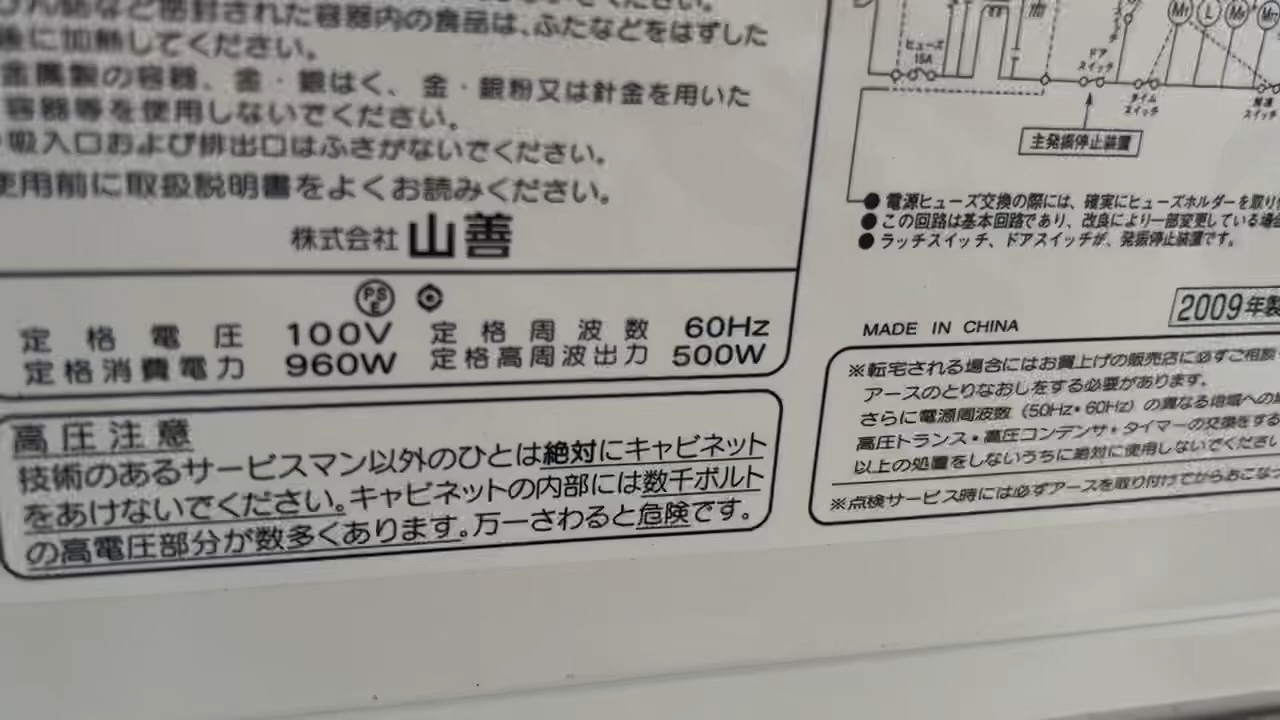 密封された容器内の食品は、ふたなどをはずした
後に加熱してください。
金属製の容器、金・銀はく、金・銀粉又は針金を用いた
容器等を使用しないでください。
吸入口および排出口はふさがないでください。
使用前に取扱説明書をよくお読みください。
株式会社 山善
PSE
定格電圧 100V 定格周波数 60Hz
定格消費電力 960W 定格高周波出力 500W
高圧注意
技術のあるサービスマン以外のひとは絶対にキャビネット
をあけないでください。キャビネットの内部には数千ボルト
の高電圧部分が数多くあります。万一さわると危険です。
ヒューズ
15A
ドア
スイッチ
タイム
スイッチ
主発振停止装置
●電源ヒューズ交換の際には、確実にヒューズホルダーを取り
●この回路は基本回路であり、改良により一部変更している場合
●ラッチスイッチ、ドアスイッチが、発振停止装置です。
MADE IN CHINA
2009年製
※転宅される場合にはお買上げの販売店に必ずご相談
アースのとりなおしをする必要があります。
さらに電源周波数(50Hz・60Hz)の異なる地域への
高圧トランス・高圧コンデンサ・タイマーの交換をする
以上の処置をしないうちに絶対に使用しないでください
※点検サービス時には必ずアースを取り付けてからおこな